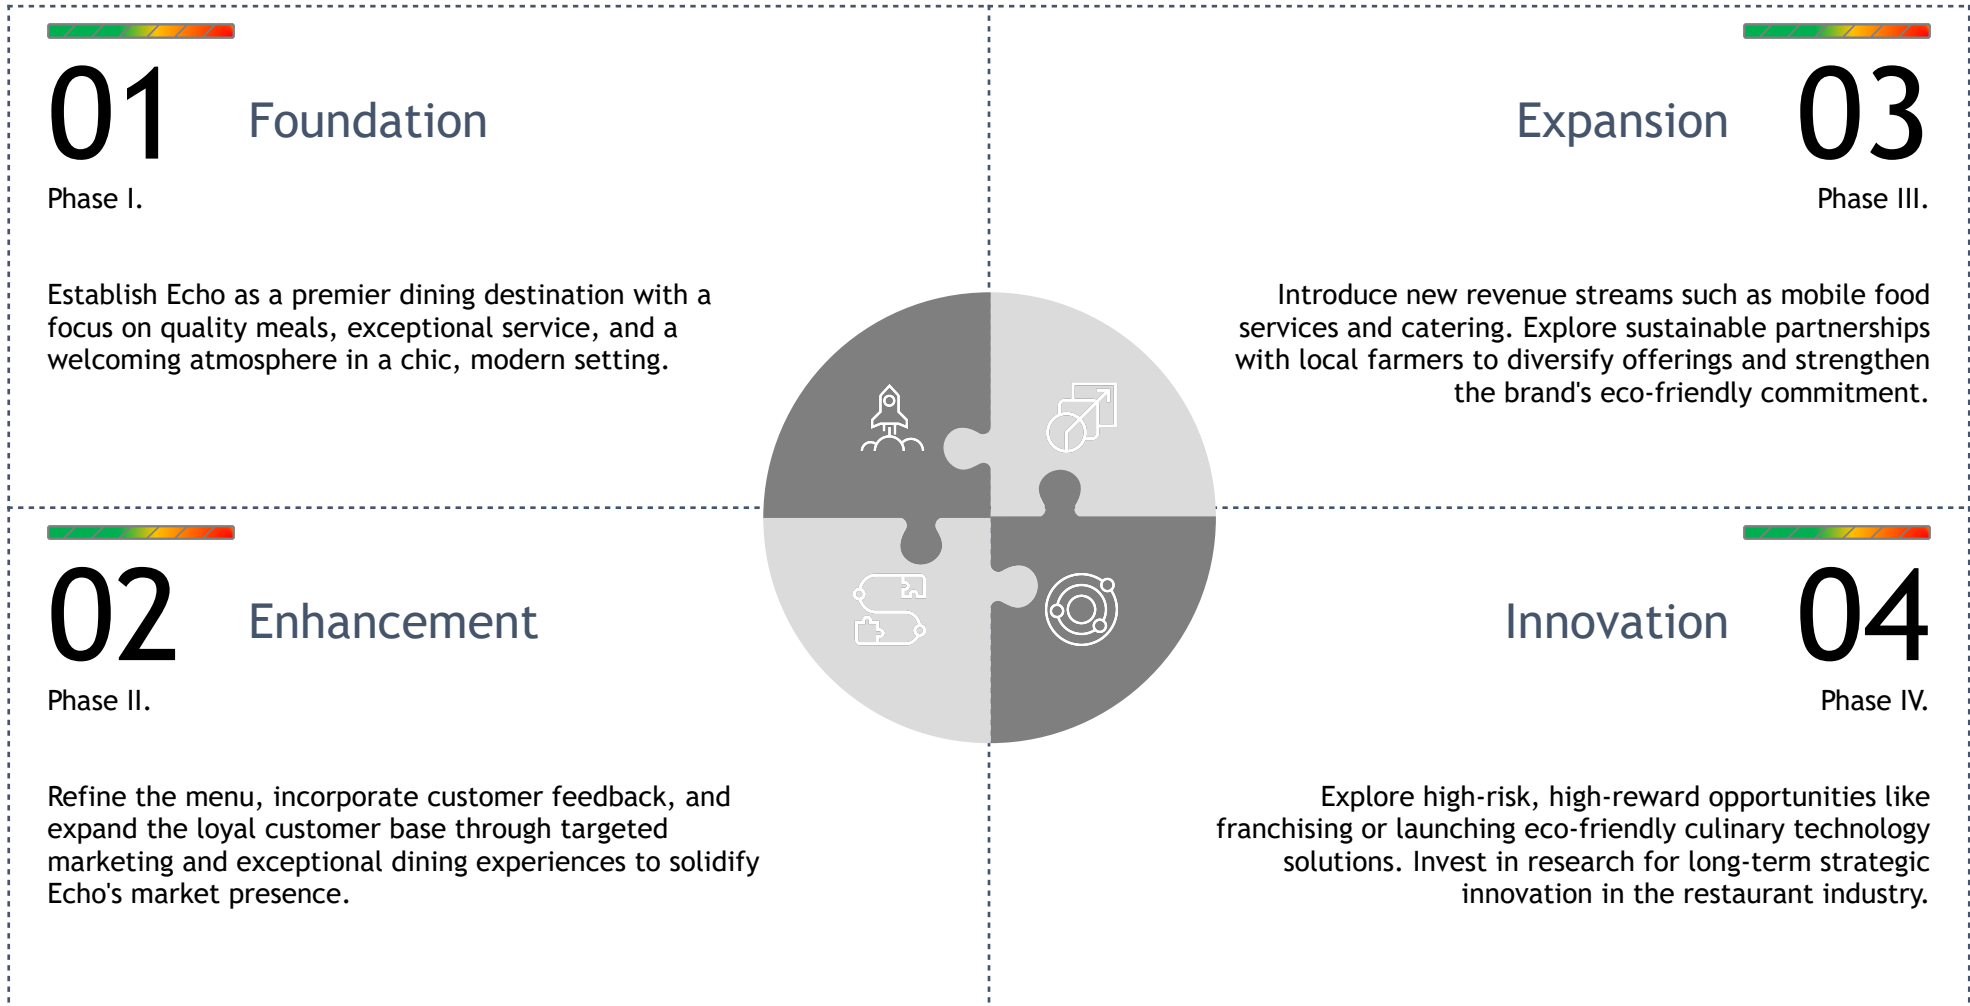 01
Foundation
Phase I.
Establish Echo as a premier dining destination with a
focus on quality meals, exceptional service, and a
welcoming atmosphere in a chic, modern setting.
02
Enhancement
Phase II.
Refine the menu, incorporate customer feedback, and
expand the loyal customer base through targeted
marketing and exceptional dining experiences to solidify
Echo's market presence.
Expansion
03
Phase III.
Introduce new revenue streams such as mobile food
services and catering. Explore sustainable partnerships
with local farmers to diversify offerings and strengthen
the brand's eco-friendly commitment.
Innovation
04
Phase IV.
Explore high-risk, high-reward opportunities like
franchising or launching eco-friendly culinary technology
solutions. Invest in research for long-term strategic
innovation in the restaurant industry.